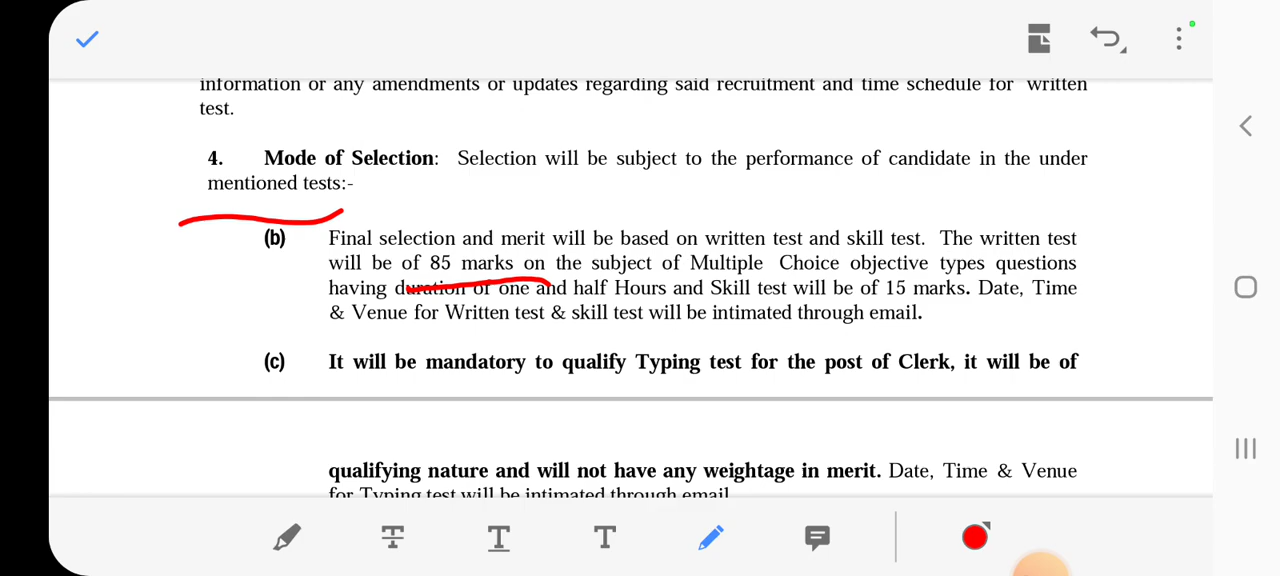 information or any amendments or updates regarding said recruitment and time schedule for written
test.
4. Mode of Selection: Selection will be subject to the performance of candidate in the under
mentioned tests:-
(b) Final selection and merit will be based on written test and skill test. The written test
will be of 85 marks on the subject of Multiple Choice objective types questions
having duration of one and half Hours and Skill test will be of 15 marks. Date, Time
& Venue for Written test & skill test will be intimated through email.
(c) It will be mandatory to qualify Typing test for the post of Clerk, it will be of
qualifying nature and will not have any weightage in merit. Date, Time & Venue
for Typing test will be intimated through email